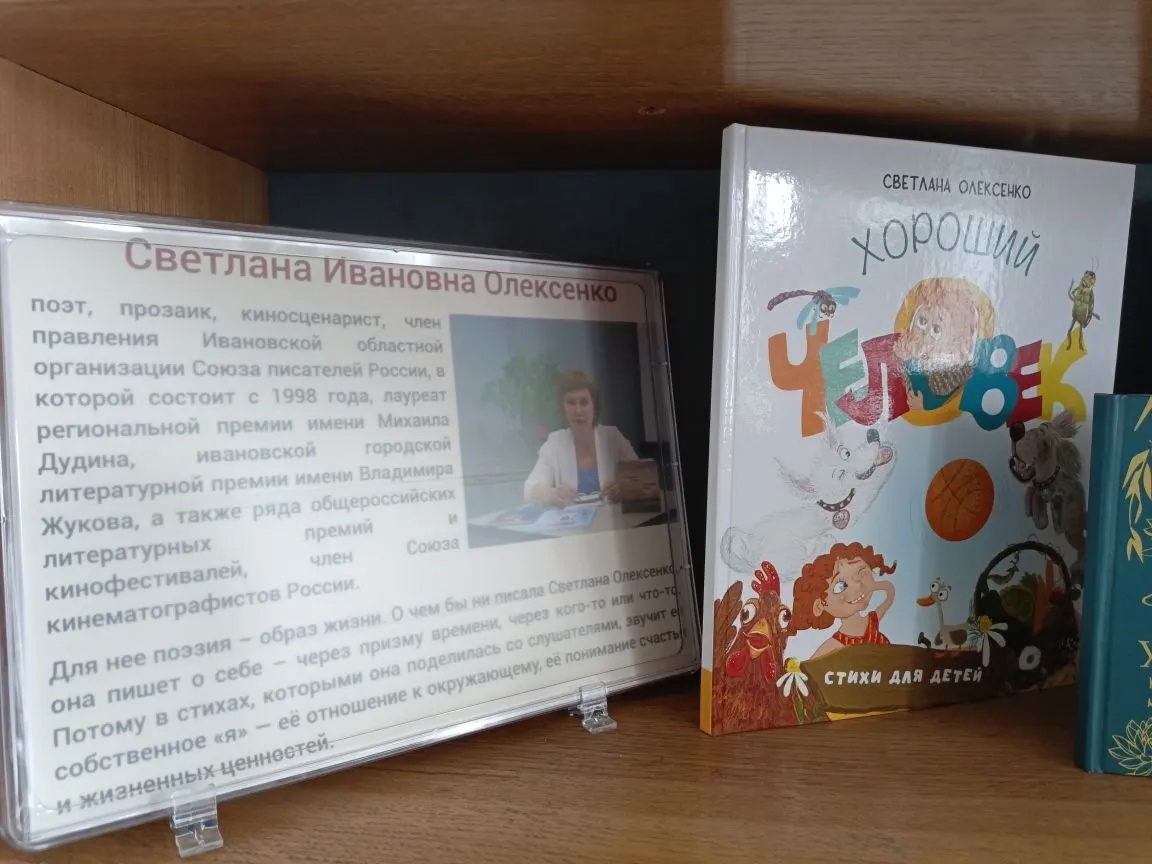 Светлана Ивановна Олексенко
поэт, прозаик, киносценарист, член
правления Ивановской областной
организации Союза писателей России, в
которой состоит с 1998 года, лауреат
региональной премии имени Михаила
Дудина, ивановской городской
литературной премии имени Владимира
Жукова, а также ряда общероссийских
литературных премий и
кинофестивалей, член Союза
кинематографистов России.
Для нее поэзия – образ жизни. О чем бы ни писала Светлана Олексенко,
она пишет о себе – через призму времени, через кого-то или что-то.
Потому в стихах, которыми она поделилась со слушателями, звучит
собственное «я» – её отношение к окружающему, её понимание счастья
и жизненных ценностей.
СВЕТЛАНА ОЛЕКСЕНКО
ХОРОШИЙ
ЧЕЛОВЕК
СТИХИ ДЛЯ ДЕТЕЙ